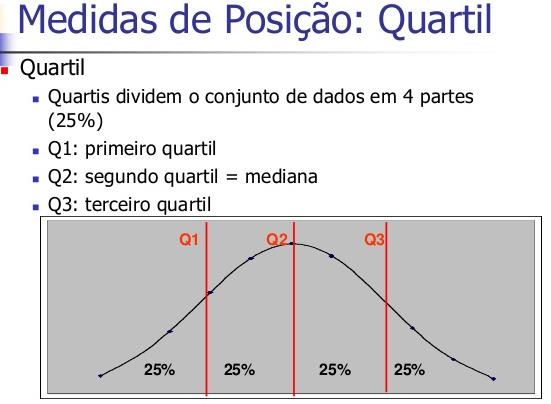 Medidas de Posição: Quartil
Quartil
Quartis dividem o conjunto de dados em 4 partes
(25%)
Q1: primeiro quartil
Q2: segundo quartil = mediana
Q3: terceiro quartil
Q1 Q2 Q3
25% 25% 25% 25%